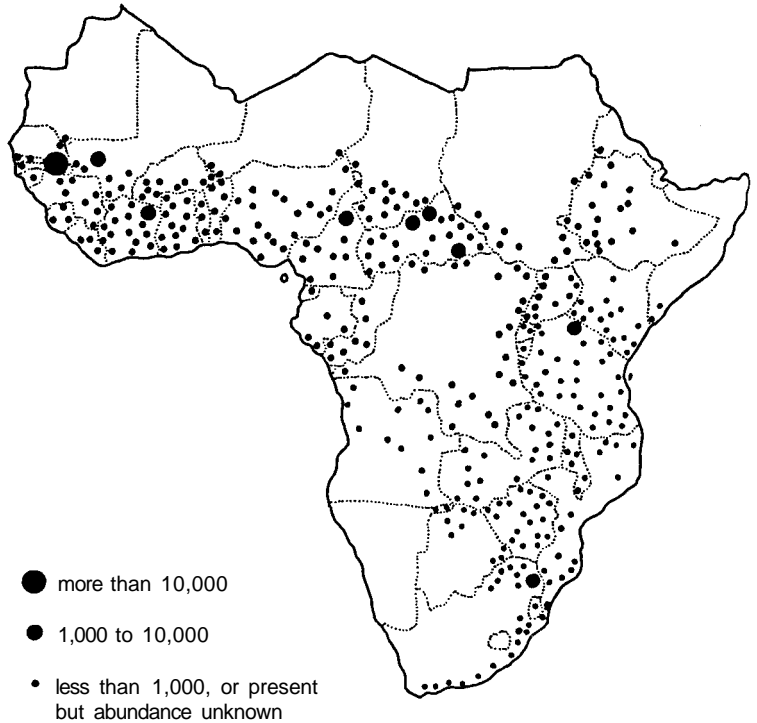 more than 10,000
1,000 to 10,000
less than 1,000, or present
but abundance unknown